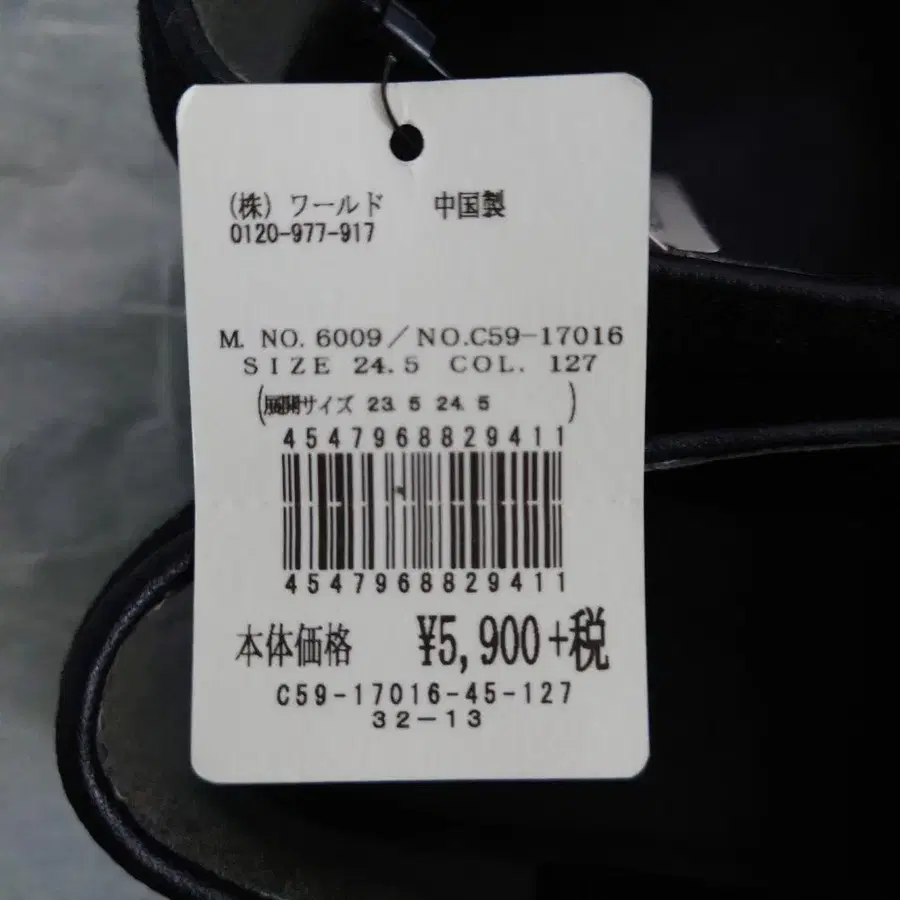 (株) ワールド 中国製
0120-977-917
M. NO. 6009/NO.C59-17016
SIZE 24.5 COL. 127
(展開サイズ 23.5 24.5 )
4547968829411
4547968829411
本体価格 ¥5,900+税
C59-17016-45-127
32-13